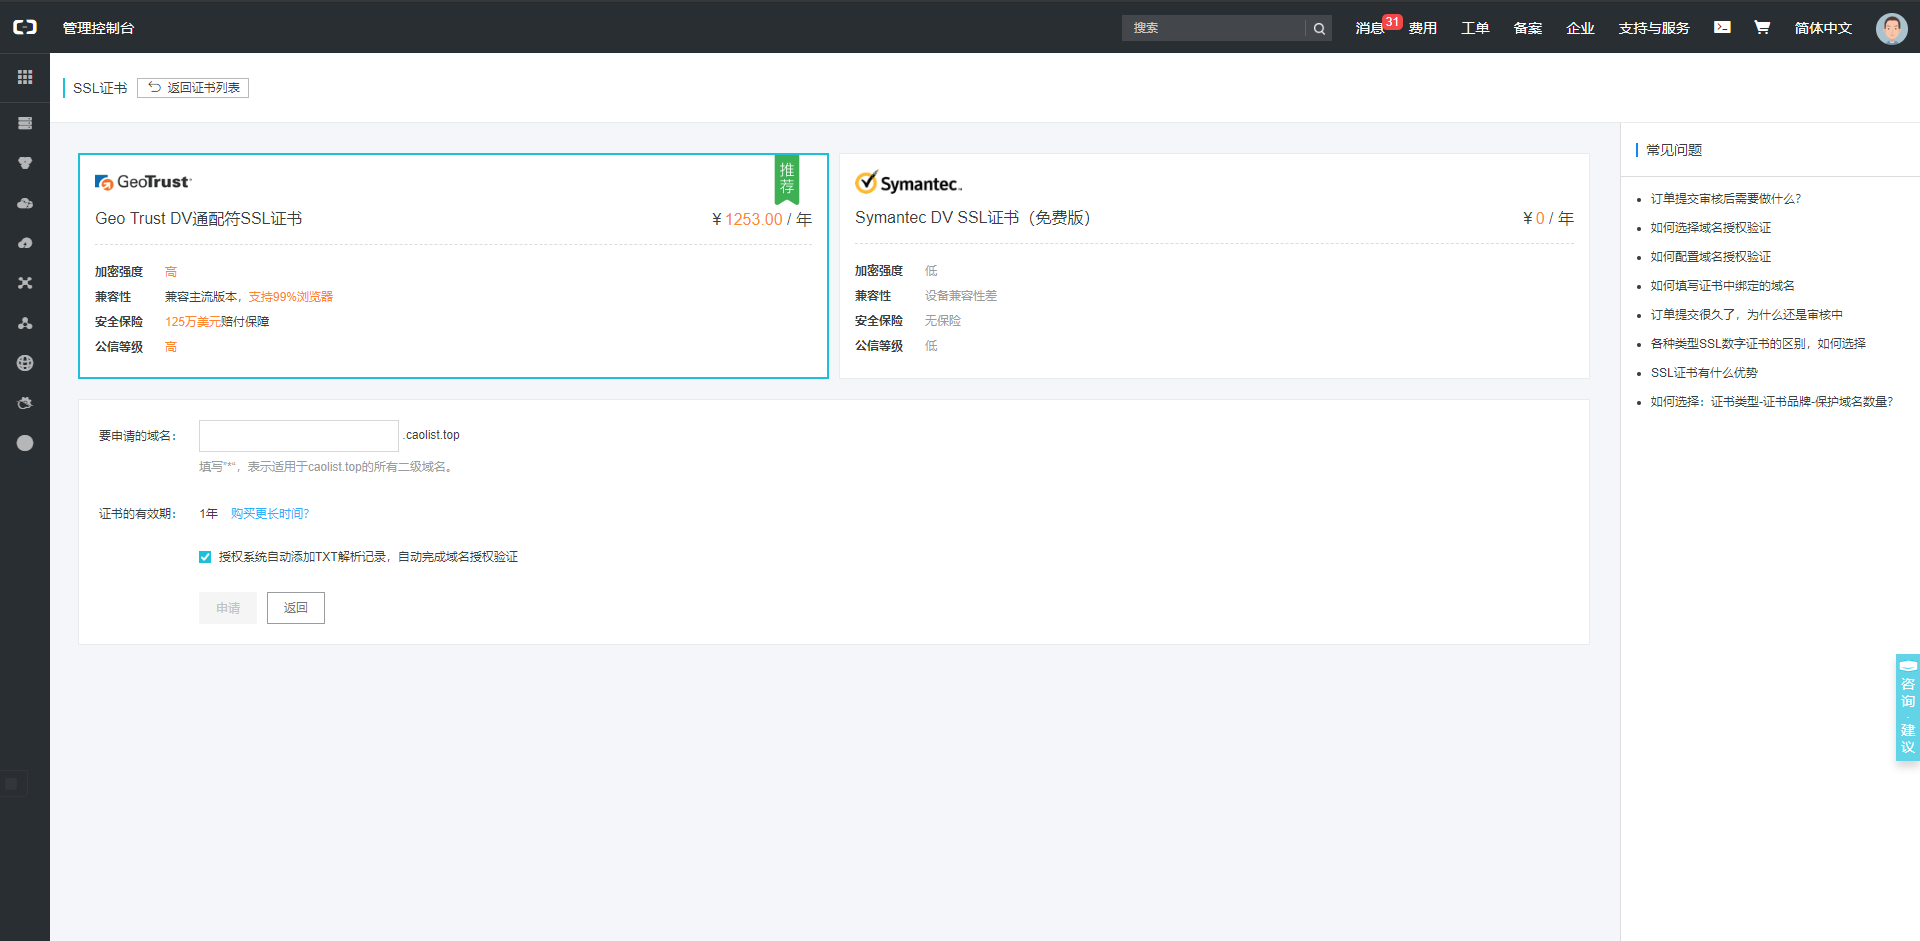 管理控制台
搜索
消息 31 费用 工单 备案 企业 支持与服务 简体中文
SSL证书 返回证书列表
GeoTrust
推荐
Geo Trust DV通配符SSL证书
¥ 1253.00 / 年
加密强度 高
兼容性 兼容主流版本，支持99%浏览器
安全保险 125万美元赔付保障
公信等级 高
Symantec.
Symantec DV SSL证书（免费版）
¥ 0 / 年
加密强度 低
兼容性 设备兼容性差
安全保险 无保险
公信等级 低
要申请的域名： .caolist.top
填写"*"，表示适用于caolist.top的所有二级域名。
证书的有效期： 1年 购买更长时间?
授权系统自动添加TXT解析记录，自动完成域名授权验证
申请 返回
常见问题
订单提交审核后需要做什么?
如何选择域名授权验证
如何配置域名授权验证
如何填写证书中绑定的域名
订单提交很久了，为什么还是审核中
各种类型SSL数字证书的区别，如何选择
SSL证书有什么优势
如何选择：证书类型-证书品牌-保护域名数量?
咨询·建议